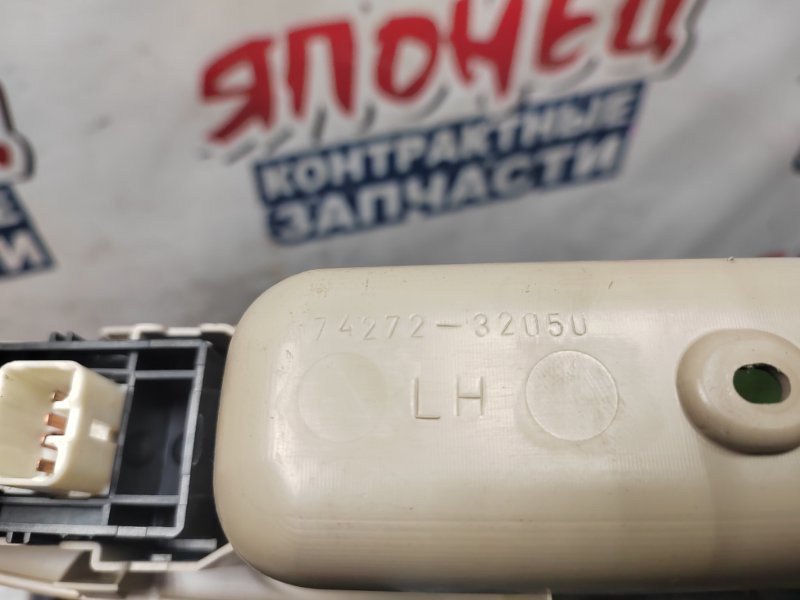 ЯПОНЕЦ
КОНТРАКТНЫЕ
ЗАПЧАСТИ
74272-32050
LH